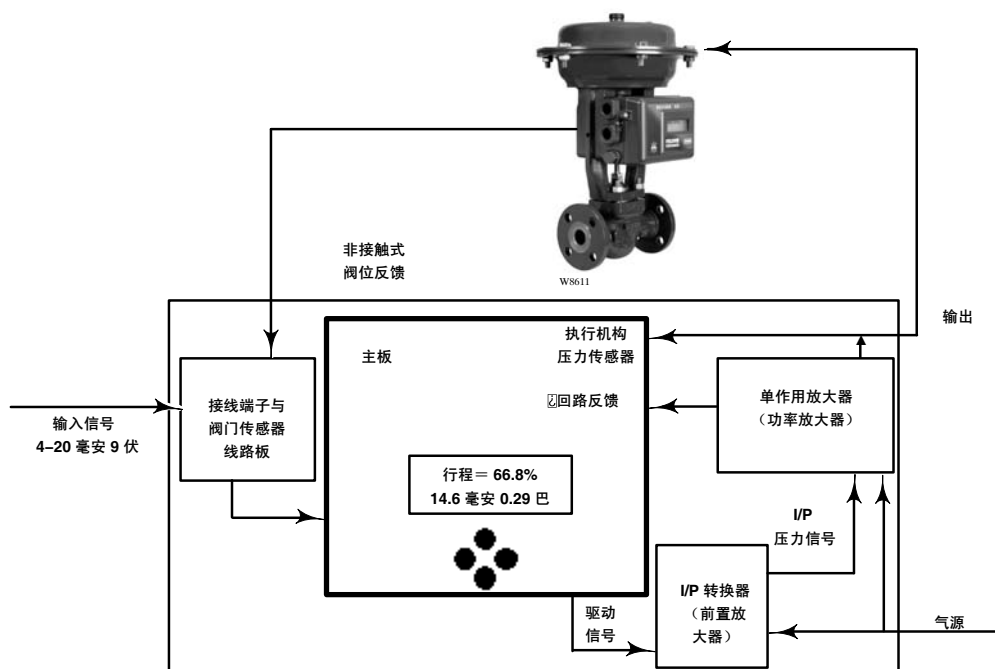 非接触式
阀位反馈
W8611
输出
主板
执行机构
压力传感器
回路反馈
接线端子与
阀门传感器
线路板
输入信号
4–20 毫安 9 伏
单作用放大器
（功率放大器）
行程＝ 66.8%
14.6 毫安 0.29 巴
I/P
压力信号
I/P 转换器
（前置放
大器）
驱动
信号
气源